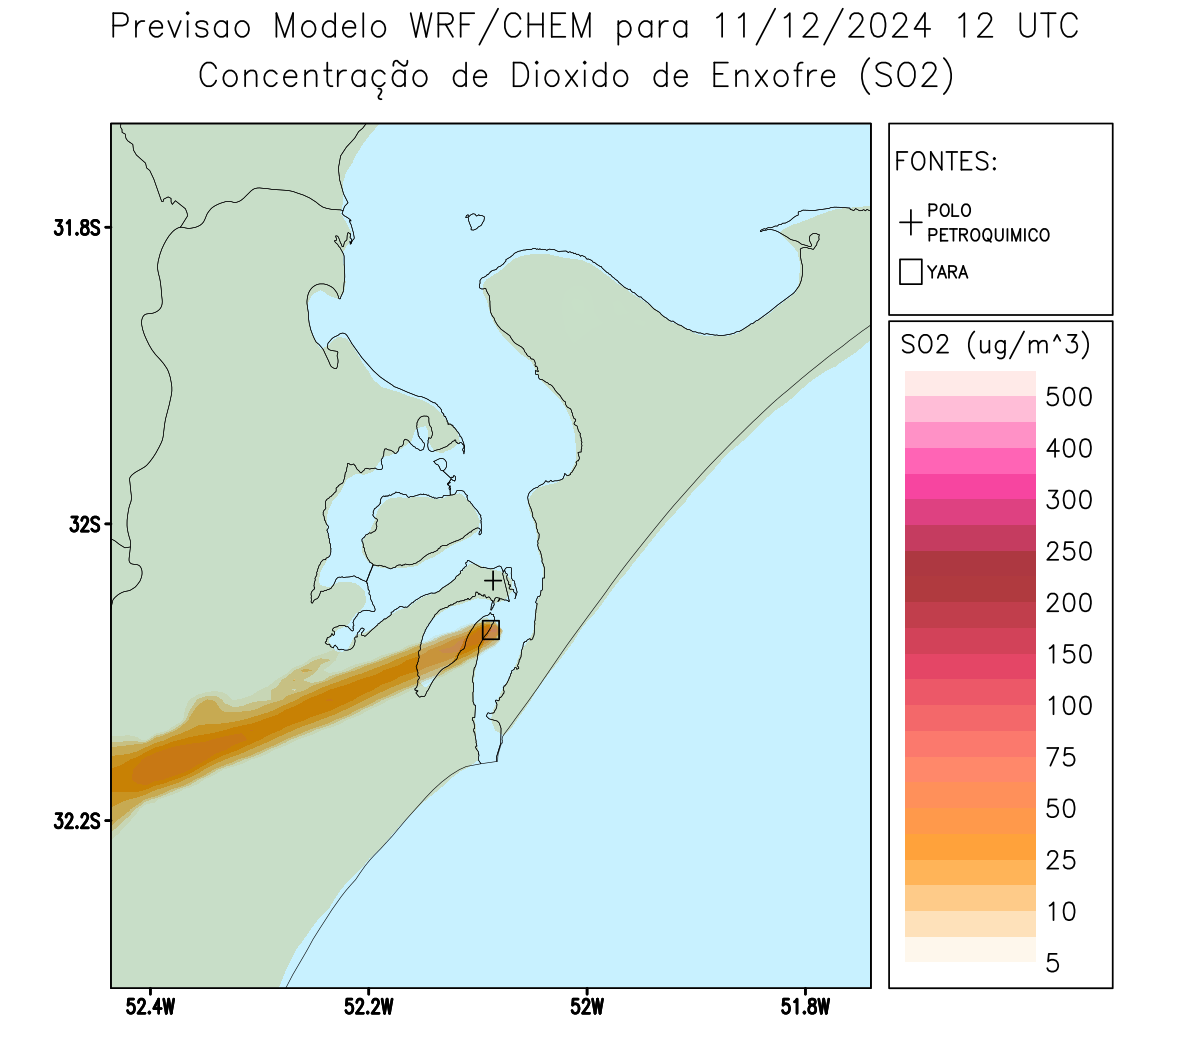 Previsao Modelo WRF/CHEM para 11/12/2024 12 UTC
Concentração de Dioxido de Enxofre (SO2)
FONTES:
POLO
PETROQUIMICO
YARA
SO2 (ug/m^3)
500
400
300
250
200
150
100
75
50
25
10
5
31.8S
32S
32.2S
52.4W
52.2W
52W
51.8W